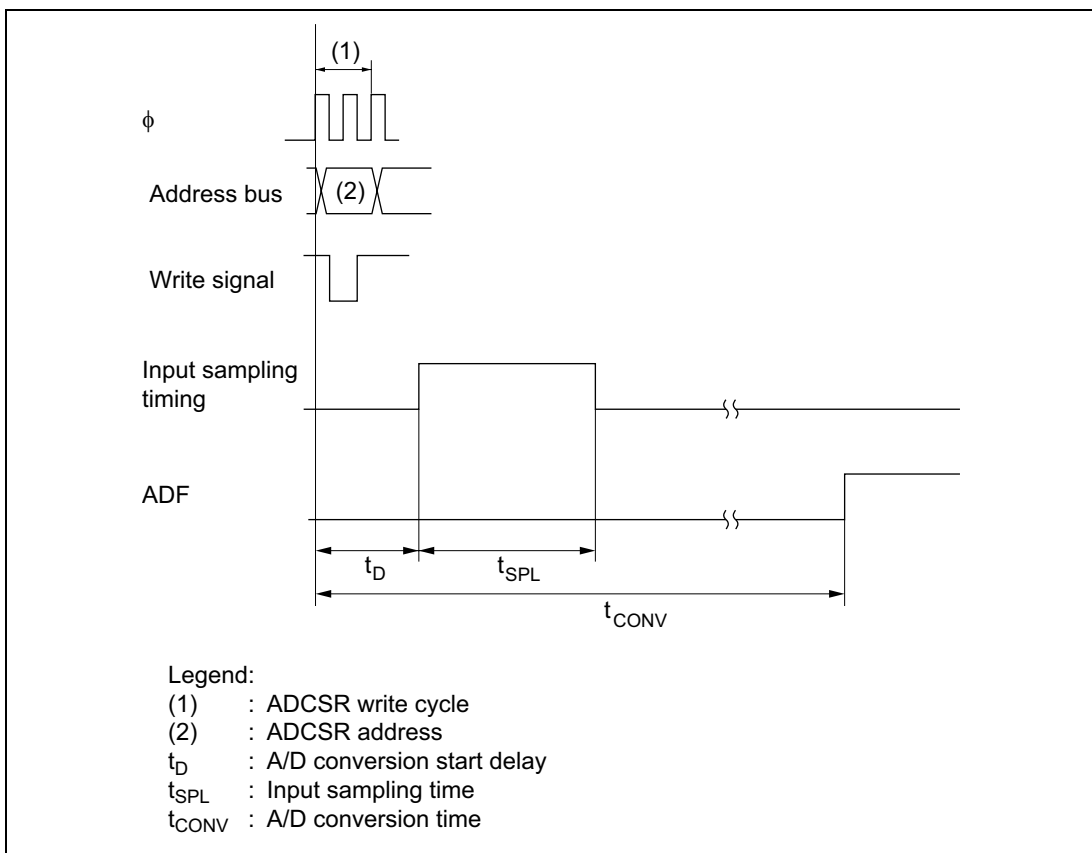 (1)
ϕ
Address bus
(2)
Write signal
Input sampling
timing
ADF
tD
tSPL
tCONV
Legend:
(1) : ADCSR write cycle
(2) : ADCSR address
tD : A/D conversion start delay
tSPL : Input sampling time
tCONV : A/D conversion time